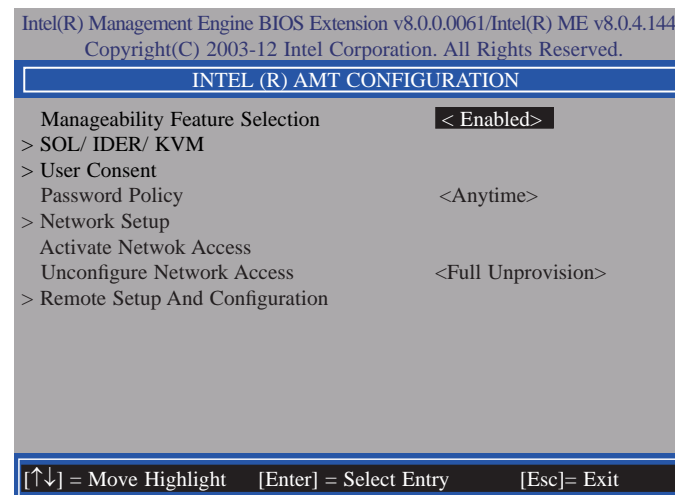 Intel(R) Management Engine BIOS Extension v8.0.0.0061/Intel(R) ME v8.0.4.144
Copyright(C) 2003-12 Intel Corporation. All Rights Reserved.
INTEL (R) AMT CONFIGURATION
Manageability Feature Selection < Enabled>
> SOL/ IDER/ KVM
> User Consent
Password Policy <Anytime>
> Network Setup
Activate Netwok Access
Unconfigure Network Access <Full Unprovision>
> Remote Setup And Configuration
[↑↓] = Move Highlight [Enter] = Select Entry [Esc]= Exit